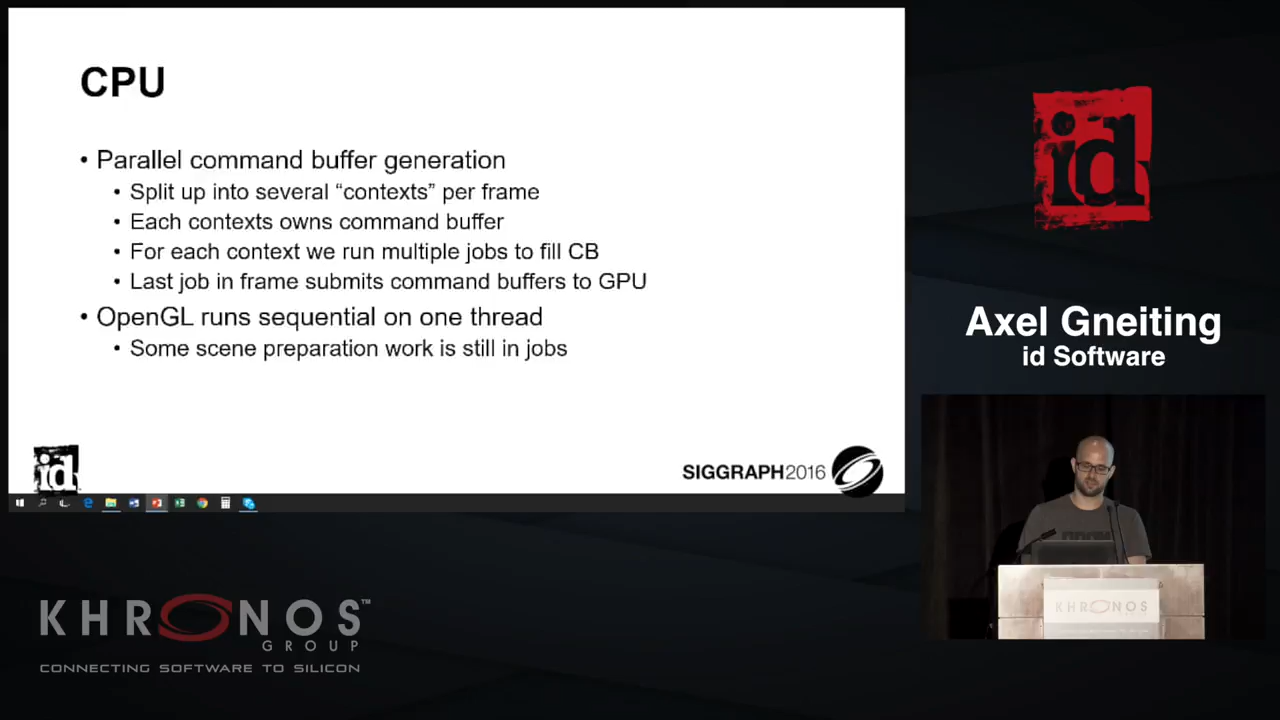 CPU
• Parallel command buffer generation
• Split up into several “contexts” per frame
• Each contexts owns command buffer
• For each context we run multiple jobs to fill CB
• Last job in frame submits command buffers to GPU
• OpenGL runs sequential on one thread
• Some scene preparation work is still in jobs
id
SIGGRAPH2016
id
Axel Gneiting
id Software
KHRONOS
KHRONOS™
GROUP
CONNECTING SOFTWARE TO SILICON